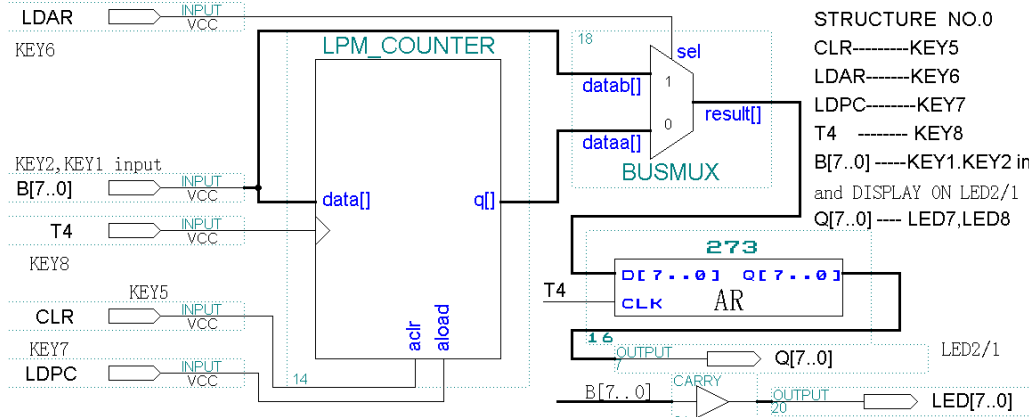 LDAR INPUT VCC
KEY6
LPM_COUNTER
18
sel
datab[]
1
0
dataa[]
result[]
BUSMUX
STRUCTURE NO.0
CLR--------KEY5
LDAR-------KEY6
LDPC--------KEY7
T4 -------- KEY8
B[7..0] -----KEY1.KEY2 in
and DISPLAY ON LED2/1
Q[7..0] ---- LED7,LED8
KEY2,KEY1 input
B[7..0] INPUT VCC
data[]
q[]
T4 INPUT VCC
KEY8
KEY5
CLR INPUT VCC
KEY7
LDPC INPUT VCC
aclr
aload
14
273
D[7..0] Q[7..0]
T4
CLK
AR
16
OUTPUT
7
Q[7..0]
LED2/1
B[7..0]
CARRY
OUTPUT
20
LED[7..0]